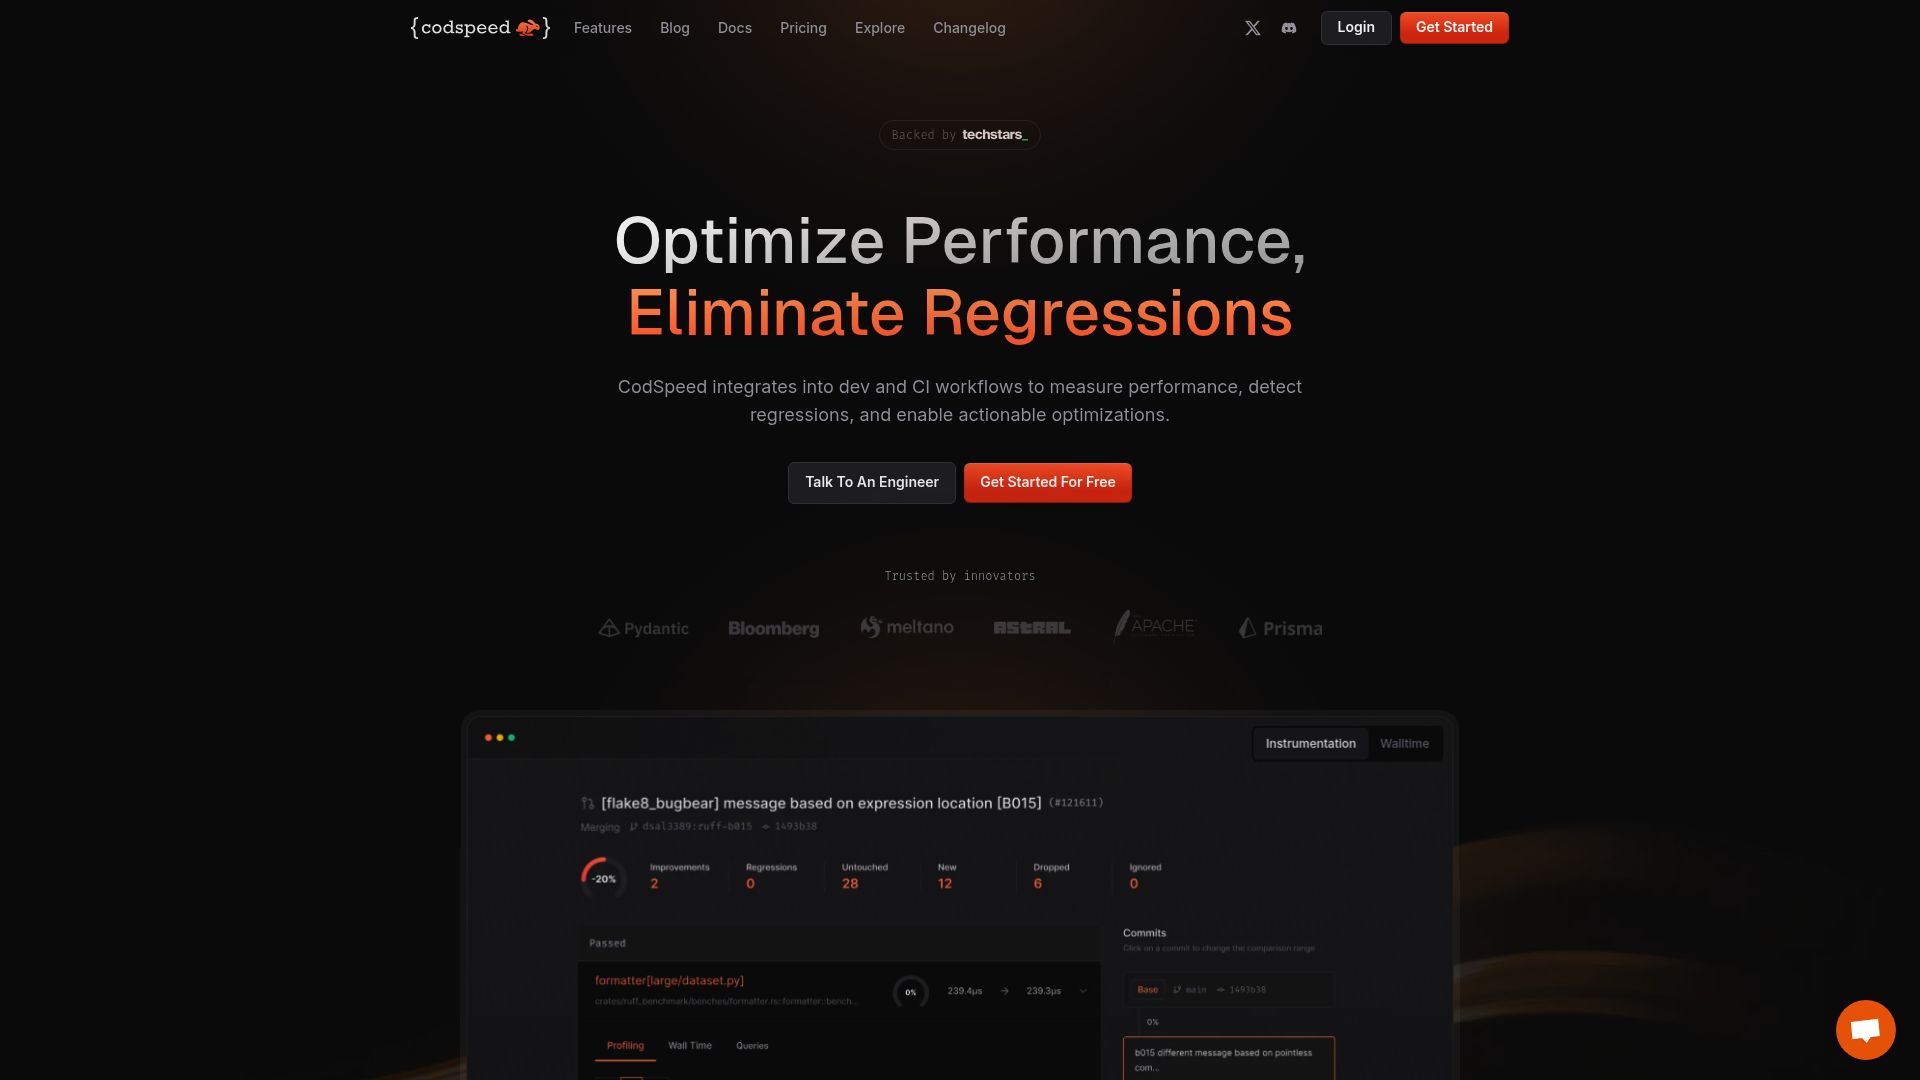 {codspeed }
Features
Blog
Docs
Pricing
Explore
Changelog
Login
Get Started
Backed by techstars_
Optimize Performance,
Eliminate Regressions
CodSpeed integrates into dev and CI workflows to measure performance, detect
regressions, and enable actionable optimizations.
Talk To An Engineer
Get Started For Free
Trusted by innovators
Pydantic
Bloomberg
meltano
ASTRAL
APACHE
Prisma
Instrumentation
Walltime
[flake8_bugbear] message based on expression location [B015] (#121611)
Merging dsal3389:ruff-b015 1493b38
-20%
Improvements
2
Regressions
0
Untouched
28
New
12
Dropped
6
Ignored
0
Passed
formatter[large/dataset.py]
crates/ruff_benchmark/benches/formatter.rs::formatter::bench...
0%
239.4µs → 239.3µs
Profiling
Wall Time
Queries
Commits
Click on a commit to change the comparison range
Base main 1493b38
0%
b015 different message based on pointless
com...